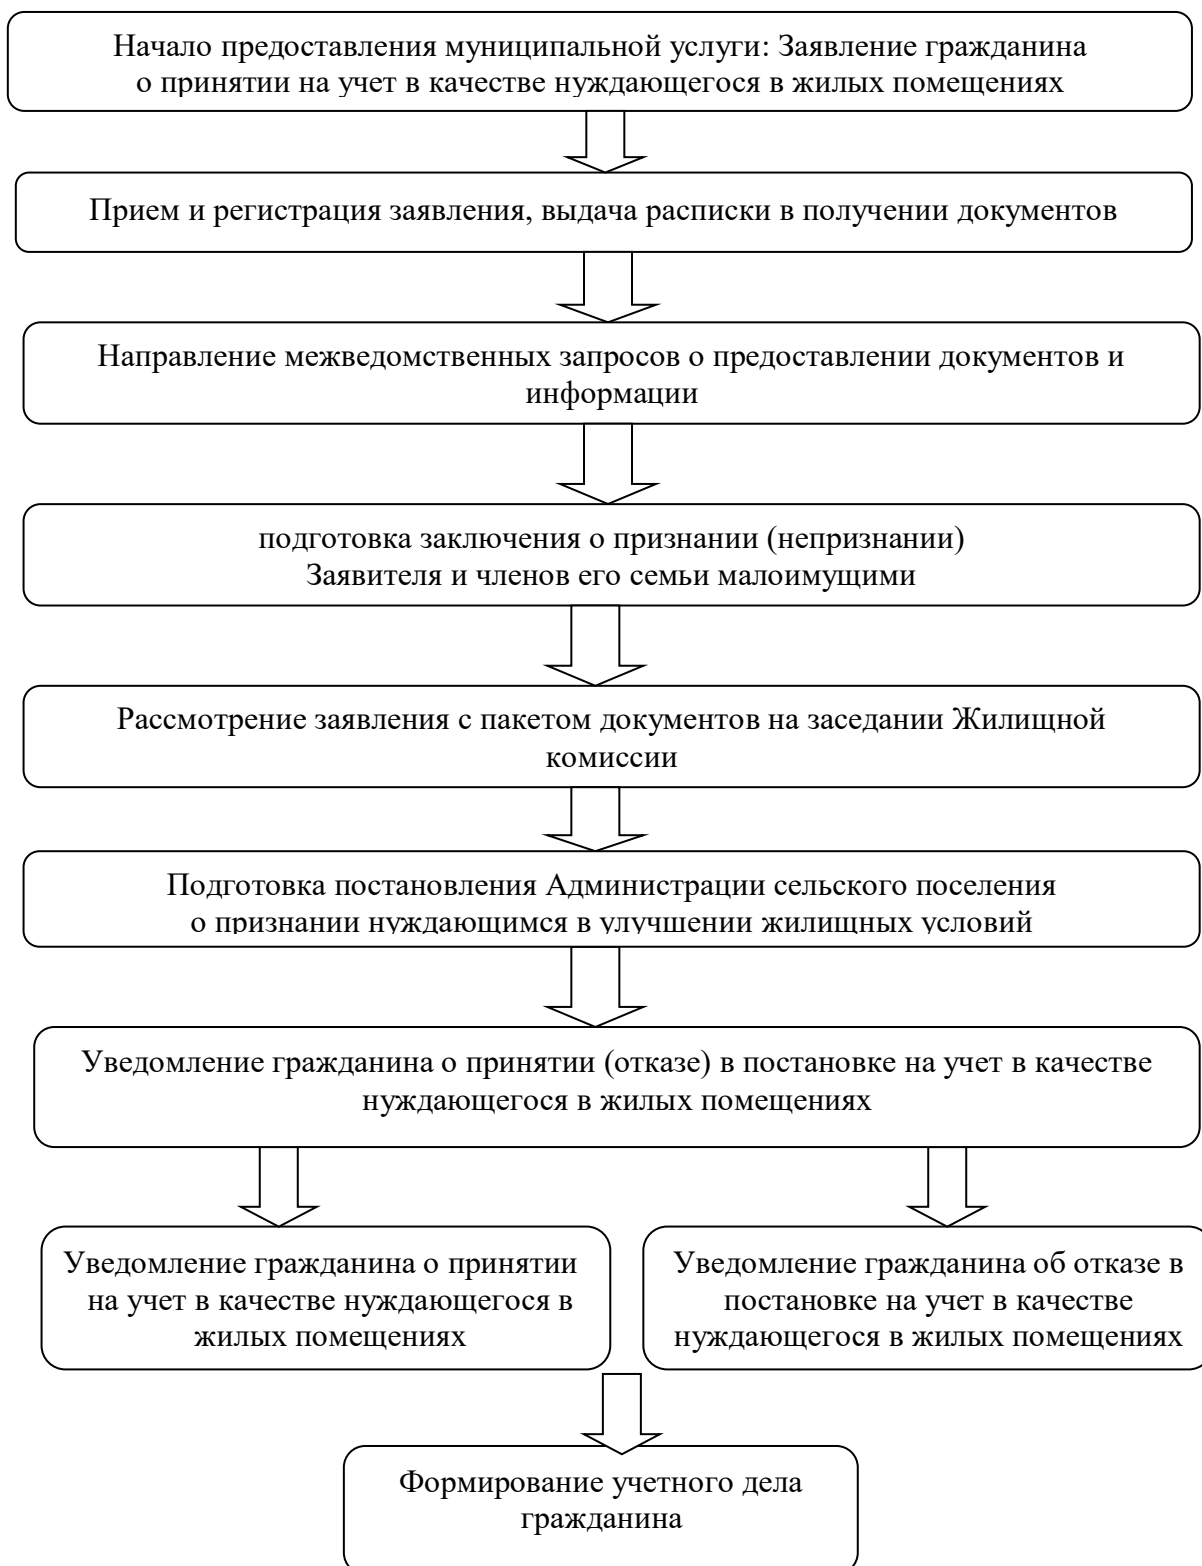 Начало предоставления муниципальной услуги: Заявление гражданина
о принятии на учет в качестве нуждающегося в жилых помещениях
Прием и регистрация заявления, выдача расписки в получении документов
Направление межведомственных запросов о предоставлении документов и
информации
подготовка заключения о признании (непризнании)
Заявителя и членов его семьи малоимущими
Рассмотрение заявления с пакетом документов на заседании Жилищной
комиссии
Подготовка постановления Администрации сельского поселения
о признании нуждающимся в улучшении жилищных условий
Уведомление гражданина о принятии (отказе) в постановке на учет в качестве
нуждающегося в жилых помещениях
Уведомление гражданина о принятии
на учет в качестве нуждающегося в
жилых помещениях
Уведомление гражданина об отказе в
постановке на учет в качестве
нуждающегося в жилых помещениях
Формирование учетного дела
гражданина